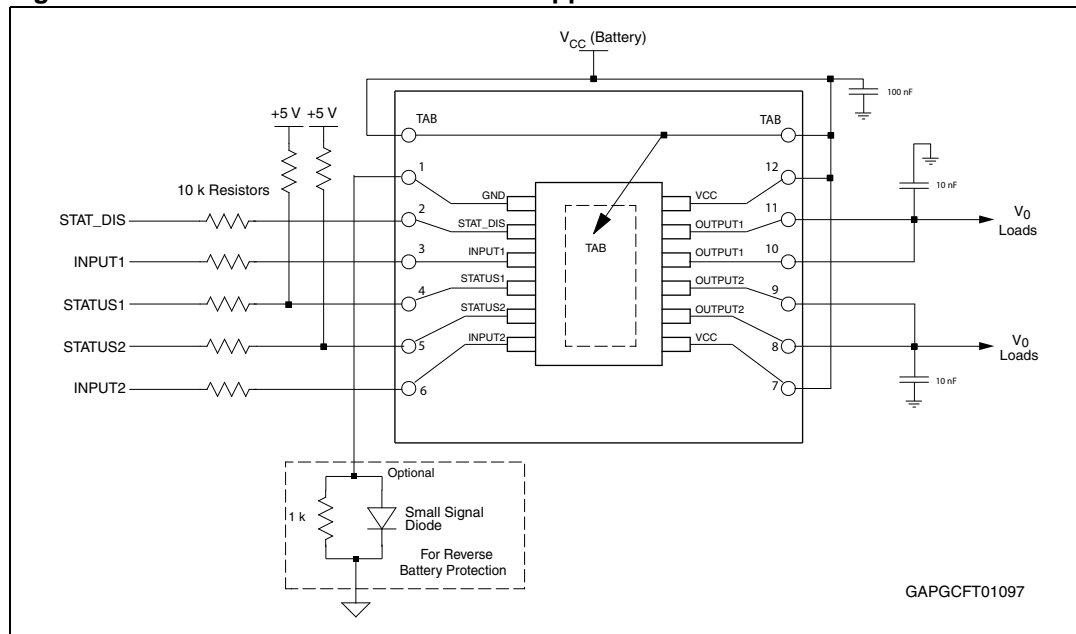 V_CC (Battery)
100 nF
+5 V +5 V
TAB
TAB
1
12
10 k Resistors
GND
VCC
10 nF
STAT_DIS
2
STAT_DIS
OUTPUT1
11
V0
Loads
INPUT1
3
INPUT1
TAB
OUTPUT1
10
STATUS1
4
STATUS1
OUTPUT2
9
STATUS2
5
STATUS2
OUTPUT2
8
V0
Loads
INPUT2
6
INPUT2
VCC
7
10 nF
Optional
1 k
Small Signal
Diode
For Reverse
Battery Protection
GAPGCFT01097